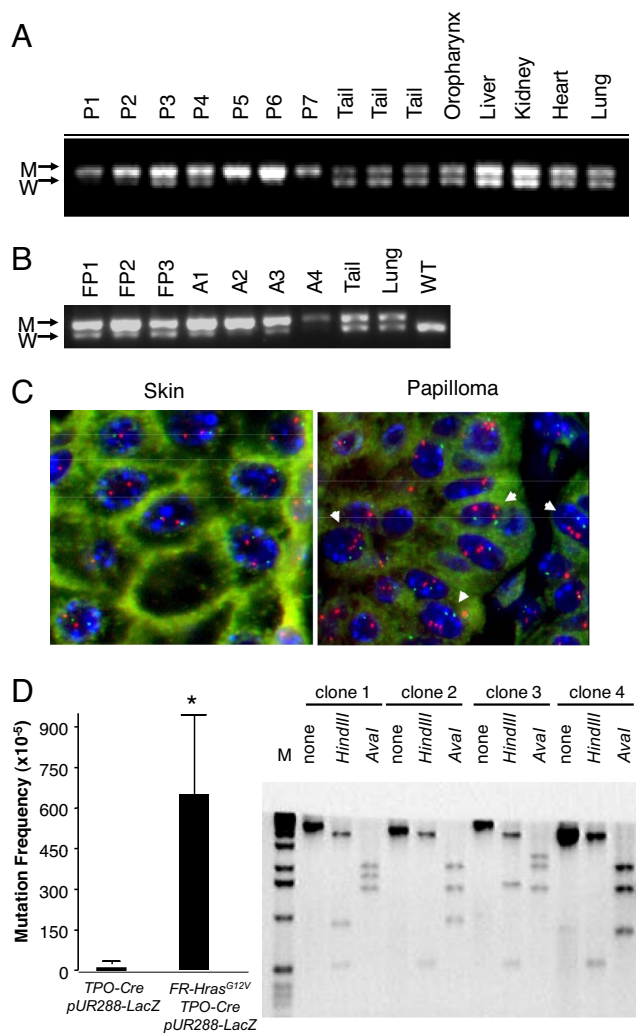 A
P1 P2 P3 P4 P5 P6 P7 Tail Tail Tail Oropharynx Liver Kidney Heart Lung
M
W
B
FP1 FP2 FP3 A1 A2 A3 A4 Tail Lung WT
M
W
C
Skin Papilloma
D
clone 1 clone 2 clone 3 clone 4
M none HindIII AvaI none HindIII AvaI none HindIII AvaI none HindIII AvaI
Mutation Frequency (x10-5)
*
900
750
600
450
300
150
0
TPO-Cre
pUR288-LacZ
FR-HrasG12V
TPO-Cre
pUR288-LacZ